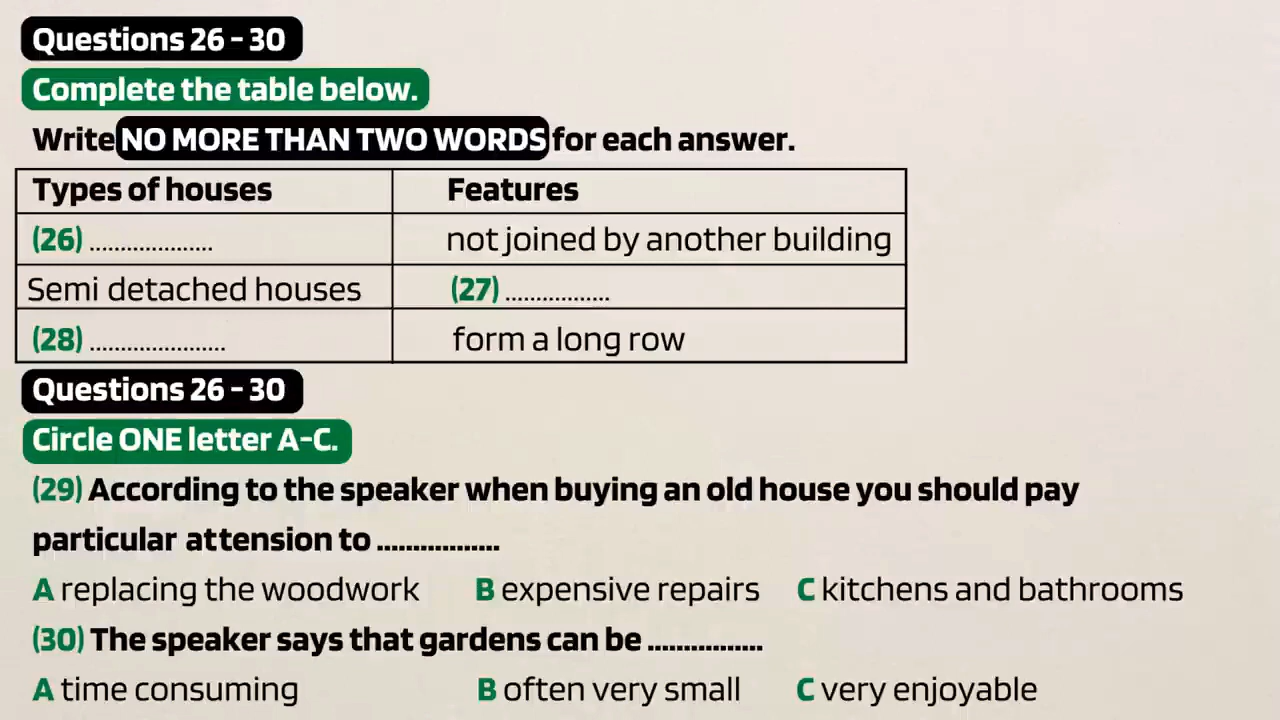 Questions 26 - 30
Complete the table below.
Write NO MORE THAN TWO WORDS for each answer.
Types of houses Features
(26) .................... not joined by another building
Semi detached houses (27) .................
(28) ...................... form a long row
Questions 26 - 30
Circle ONE letter A-C.
(29) According to the speaker when buying an old house you should pay
particular attension to .................
A replacing the woodwork B expensive repairs C kitchens and bathrooms
(30) The speaker says that gardens can be ................
A time consuming B often very small C very enjoyable